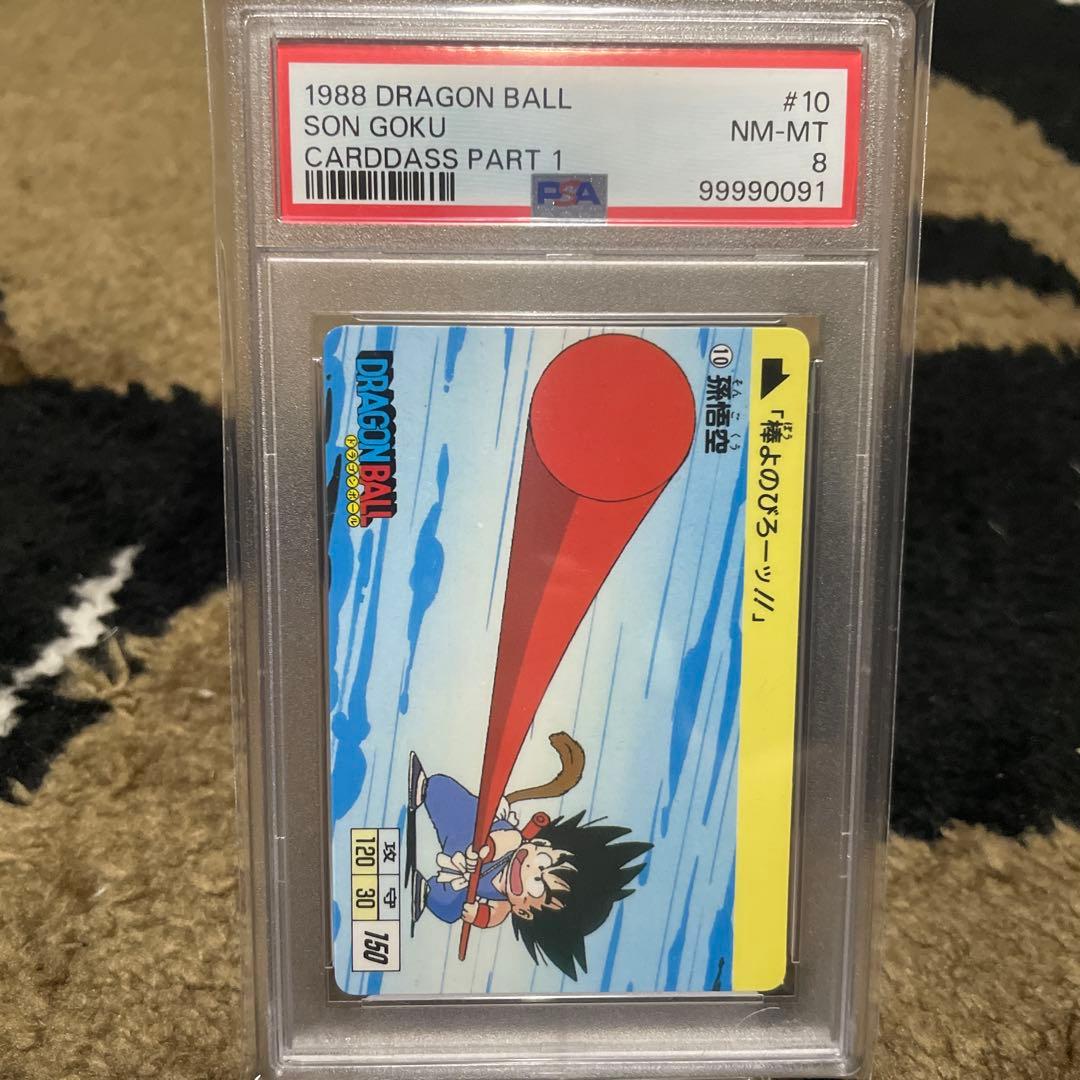 1988 DRAGON BALL #10
SON GOKU NM-MT
CARDDASS PART 1 8
PSA 99990091
「棒よのびろーッ!!」
ぼう
⑩ 孫悟空
そん ご くう
DRAGON BALL
ドラゴンボール
攻 守
120 30 150